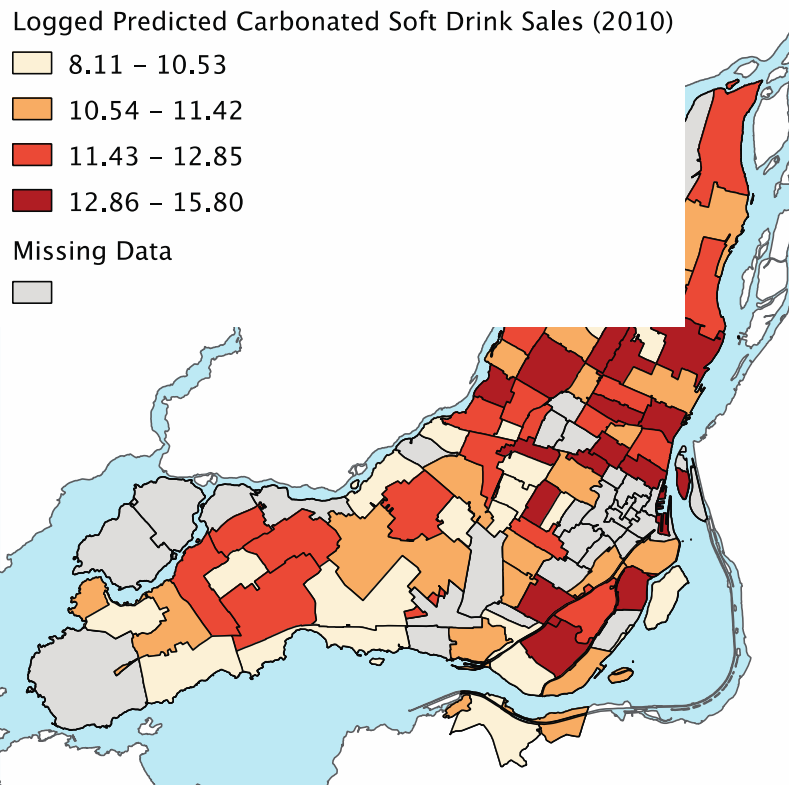 Logged Predicted Carbonated Soft Drink Sales (2010)
8.11 – 10.53
10.54 – 11.42
11.43 – 12.85
12.86 – 15.80
Missing Data